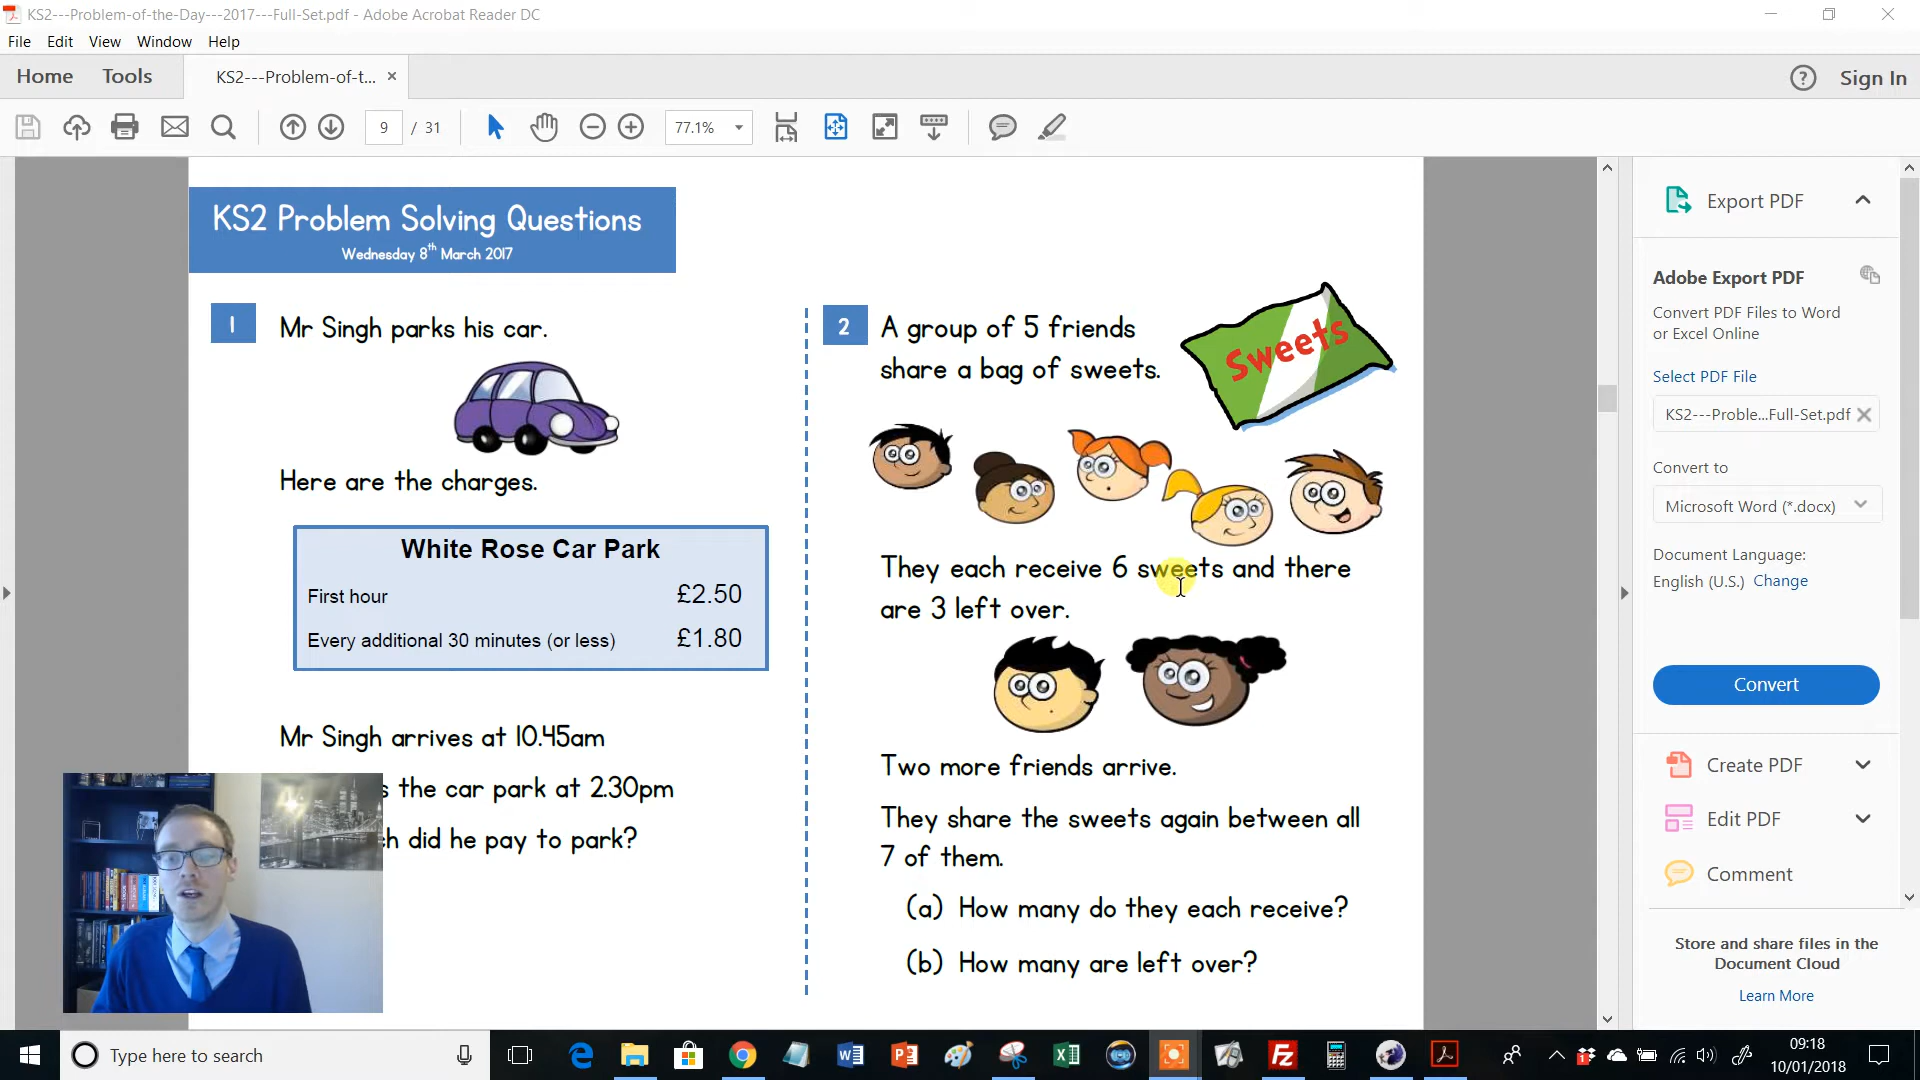 KS2---Problem-of-the-Day---2017---Full-Set.pdf - Adobe Acrobat Reader DC
File Edit View Window Help
Home Tools KS2---Problem-of-t... × ? Sign In
9 / 31 77.1%
KS2 Problem Solving Questions
Wednesday 8th March 2017
1 Mr Singh parks his car.
Here are the charges.
White Rose Car Park
First hour £2.50
Every additional 30 minutes (or less) £1.80
Mr Singh arrives at 10.45am
s the car park at 2.30pm
h did he pay to park?
2 A group of 5 friends
share a bag of sweets.
Sweets
They each receive 6 sweets and there
are 3 left over.
Two more friends arrive.
They share the sweets again between all
7 of them.
(a) How many do they each receive?
(b) How many are left over?
Export PDF
Adobe Export PDF
Convert PDF Files to Word
or Excel Online
Select PDF File
KS2---Proble...Full-Set.pdf
Convert to
Microsoft Word (*.docx)
Document Language:
English (U.S.) Change
Convert
Create PDF
Edit PDF
Comment
Store and share files in the
Document Cloud
Learn More
Type here to search
09:18
10/01/2018